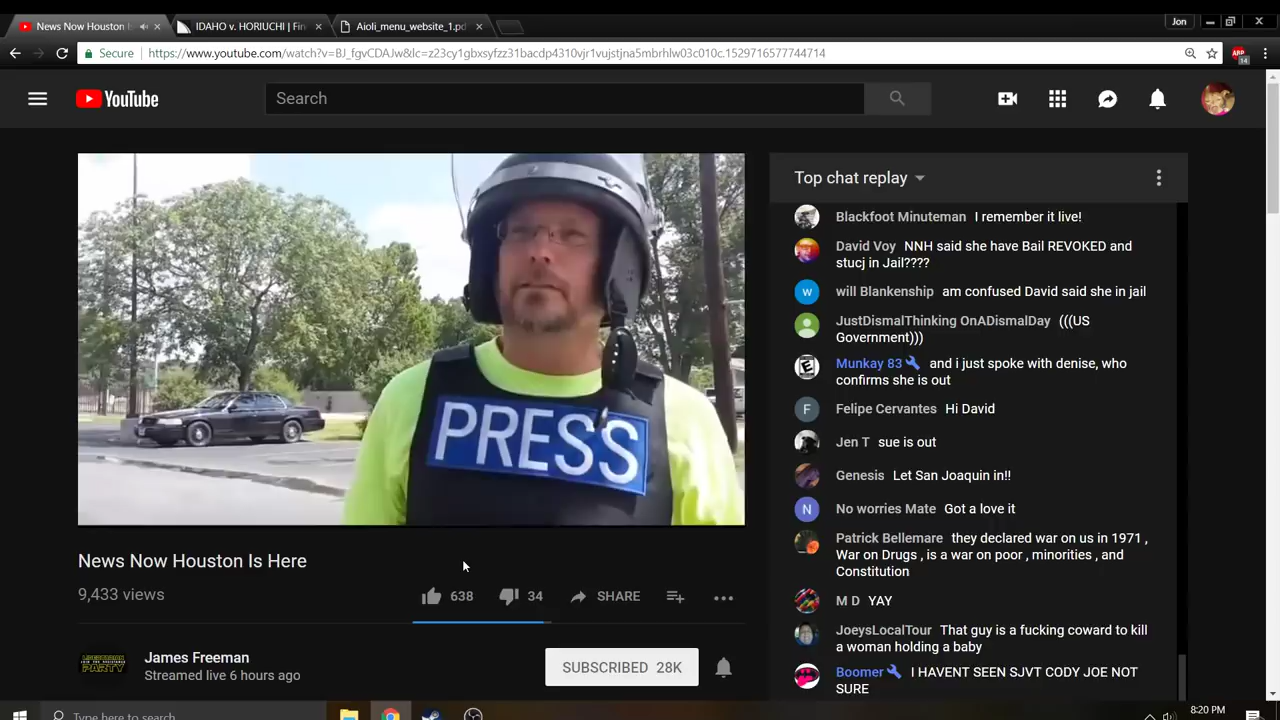 News Now Houston Is
IDAHO v. HORIUCHI | Fin
Aioli_menu_website_1.pd
Jon
Secure
https://www.youtube.com/watch?v=BJ_fgvCDAJw&lc=z23cy1gbxsyfzz31bacdp4310vjr1vujstjna5mbrhlw03c010c.1529716577744714
ABP
14
YouTube
Search
PRESS
Top chat replay
Blackfoot Minuteman I remember it live!
David Voy NNH said she have Bail REVOKED and
stucj in Jail????
w
will Blankenship am confused David said she in jail
JustDismalThinking OnADismalDay (((US
Government)))
Munkay 83 and i just spoke with denise, who
confirms she is out
F
Felipe Cervantes Hi David
Jen T sue is out
Genesis Let San Joaquin in!!
N
No worries Mate Got a love it
Patrick Bellemare they declared war on us in 1971 ,
War on Drugs , is a war on poor , minorities , and
Constitution
M D YAY
JoeysLocalTour That guy is a fucking coward to kill
a woman holding a baby
Boomer I HAVENT SEEN SJVT CODY JOE NOT
SURE
News Now Houston Is Here
9,433 views
638
34
SHARE
James Freeman
Streamed live 6 hours ago
SUBSCRIBED 28K
Type here to search
8:20 PM